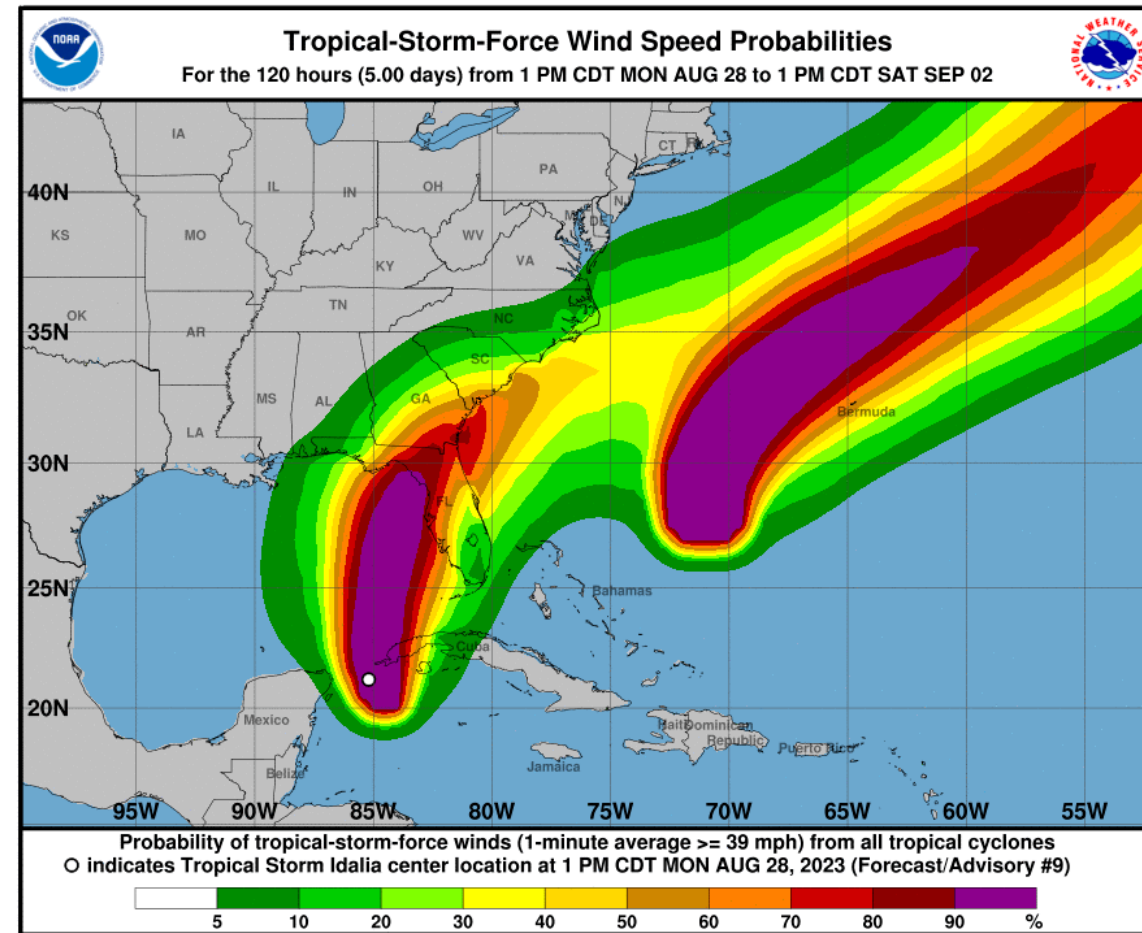 Tropical-Storm-Force Wind Speed Probabilities
For the 120 hours (5.00 days) from 1 PM CDT MON AUG 28 to 1 PM CDT SAT SEP 02
NOAA
NATIONAL WEATHER SERVICE
IA
IL
IN
OH
PA
CT
NJ
DE
40N
KS
MO
WV
VA
KY
OK
AR
TN
NC
35N
SC
MS
AL
GA
LA
Bermuda
30N
FL
25N
Bahamas
Cuba
20N
Mexico
Haiti
Dominican
Republic
Puerto Rico
Jamaica
Belize
95W 90W 85W 80W 75W 70W 65W 60W 55W
Probability of tropical-storm-force winds (1-minute average >= 39 mph) from all tropical cyclones
O indicates Tropical Storm Idalia center location at 1 PM CDT MON AUG 28, 2023 (Forecast/Advisory #9)
5 10 20 30 40 50 60 70 80 90 %